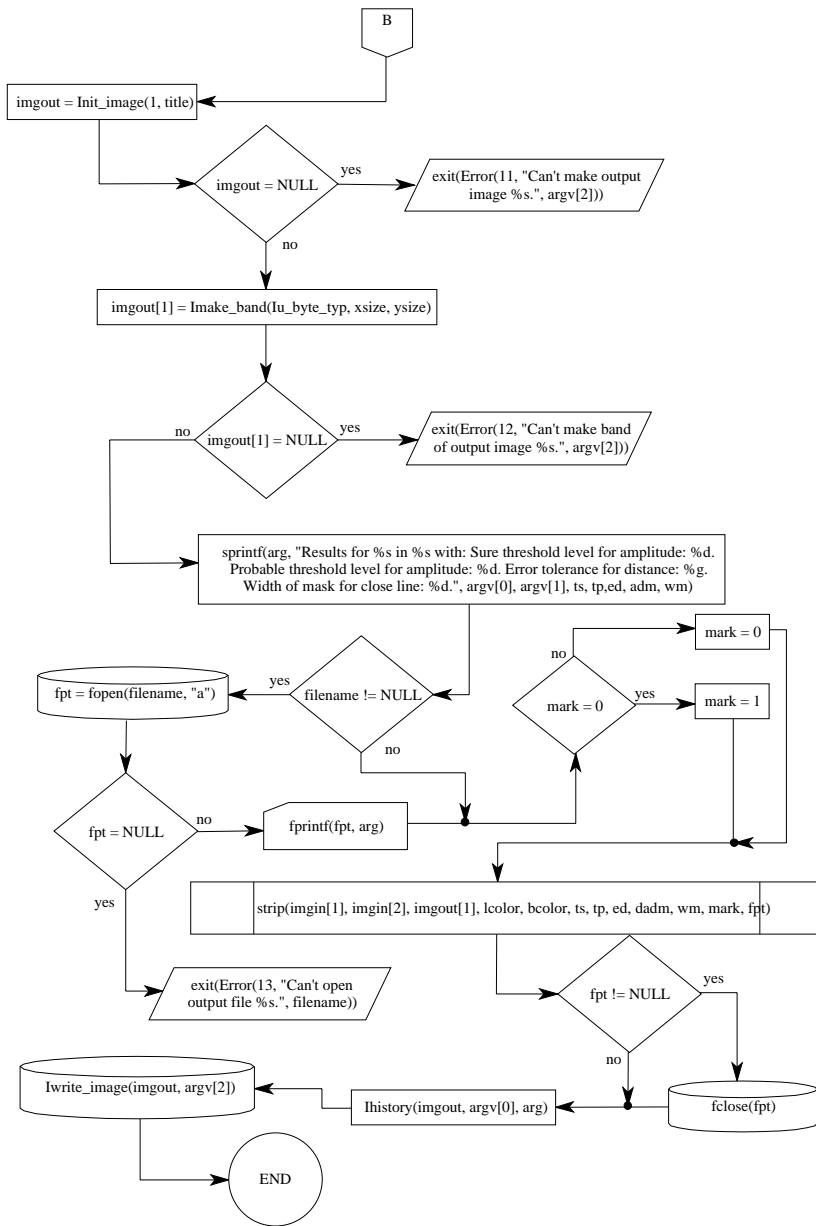 B
imgout = Init_image(1, title)
imgout = NULL
yes
exit(Error(11, "Can't make output
image %s.", argv[2]))
no
imgout[1] = Imake_band(Iu_byte_typ, xsize, ysize)
imgout[1] = NULL
no
yes
exit(Error(12, "Can't make band
of output image %s.", argv[2]))
sprintf(arg, "Results for %s in %s with: Sure threshold level for amplitude: %d.
Probable threshold level for amplitude: %d. Error tolerance for distance: %g.
Width of mask for close line: %d.", argv[0], argv[1], ts, tp,ed, adm, wm)
mark = 0
no
fpt = fopen(filename, "a")
yes
filename != NULL
no
mark = 0
yes
mark = 1
fpt = NULL
no
fprintf(fpt, arg)
yes
strip(imgin[1], imgin[2], imgout[1], lcolor, bcolor, ts, tp, ed, dadm, wm, mark, fpt)
exit(Error(13, "Can't open
output file %s.", filename))
fpt != NULL
yes
no
Iwrite_image(imgout, argv[2])
Ihistory(imgout, argv[0], arg)
fclose(fpt)
END